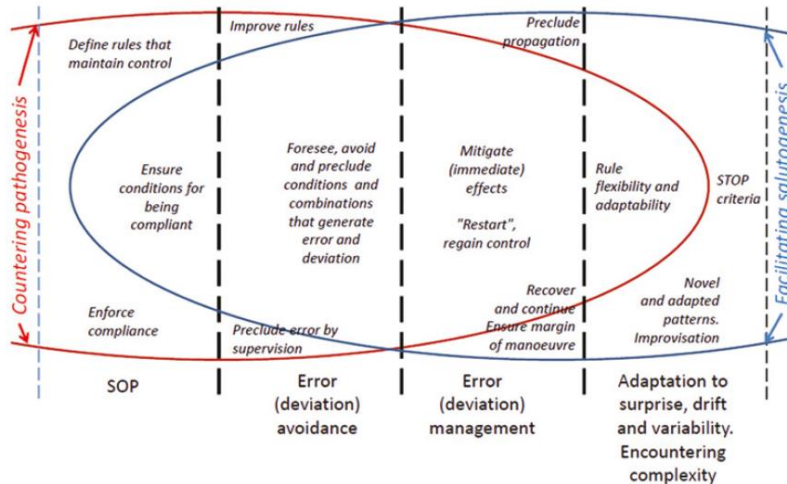 Countering pathogenesis
Define rules that
maintain control
Improve rules
Preclude
propagation
Ensure
conditions for
being
compliant
Foresee, avoid
and preclude
conditions and
combinations
that generate
error and
deviation
Mitigate
(immediate)
effects
"Restart",
regain control
Rule
flexibility and
adaptability
STOP
criteria
Enforce
compliance
Preclude error by
supervision
Recover
and continue
Ensure margin
of manoeuvre
Novel
and adapted
patterns.
Improvisation
Facilitating salutogenesis
SOP
Error
(deviation)
avoidance
Error
(deviation)
management
Adaptation to
surprise, drift
and variability.
Encountering
complexity